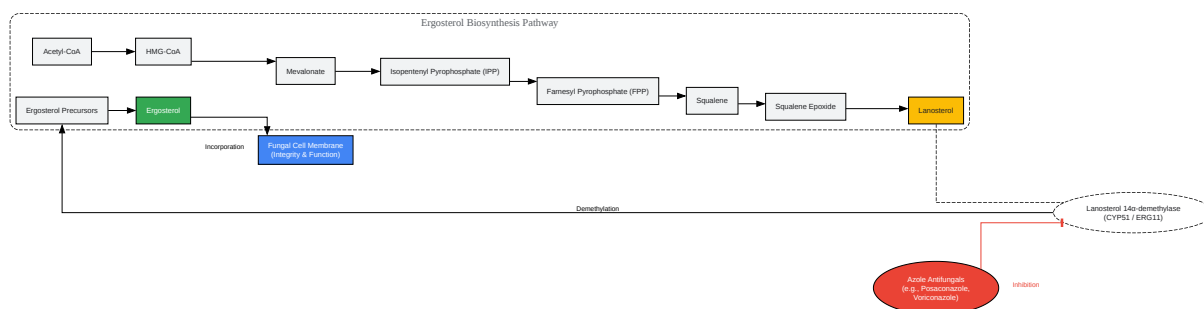 Ergosterol Biosynthesis Pathway
Acetyl-CoA
HMG-CoA
Mevalonate
Isopentenyl Pyrophosphate (IPP)
Farnesyl Pyrophosphate (FPP)
Squalene
Squalene Epoxide
Lanosterol
Ergosterol Precursors
Ergosterol
Incorporation
Fungal Cell Membrane
(Integrity & Function)
Demethylation
Lanosterol 14α-demethylase
(CYP51 / ERG11)
Azole Antifungals
(e.g., Posaconazole,
Voriconazole)
Inhibition